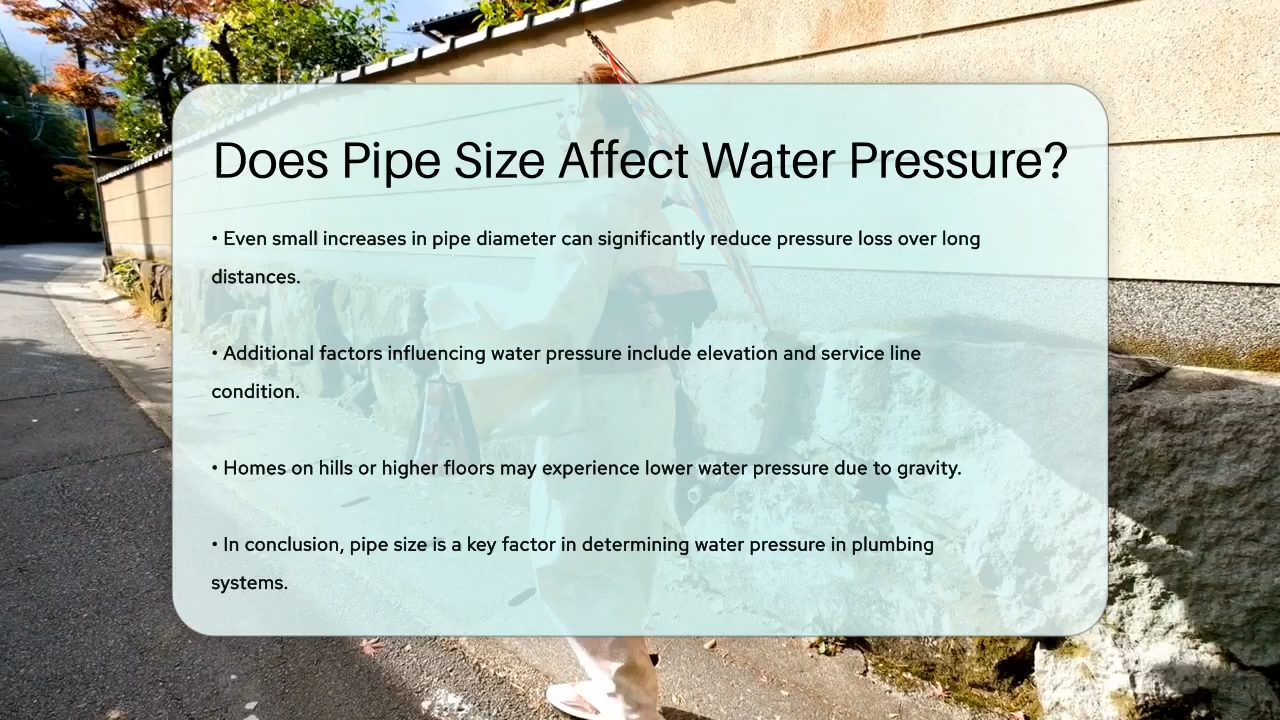 Does Pipe Size Affect Water Pressure?
• Even small increases in pipe diameter can significantly reduce pressure loss over long
distances.
• Additional factors influencing water pressure include elevation and service line
condition.
• Homes on hills or higher floors may experience lower water pressure due to gravity.
• In conclusion, pipe size is a key factor in determining water pressure in plumbing
systems.